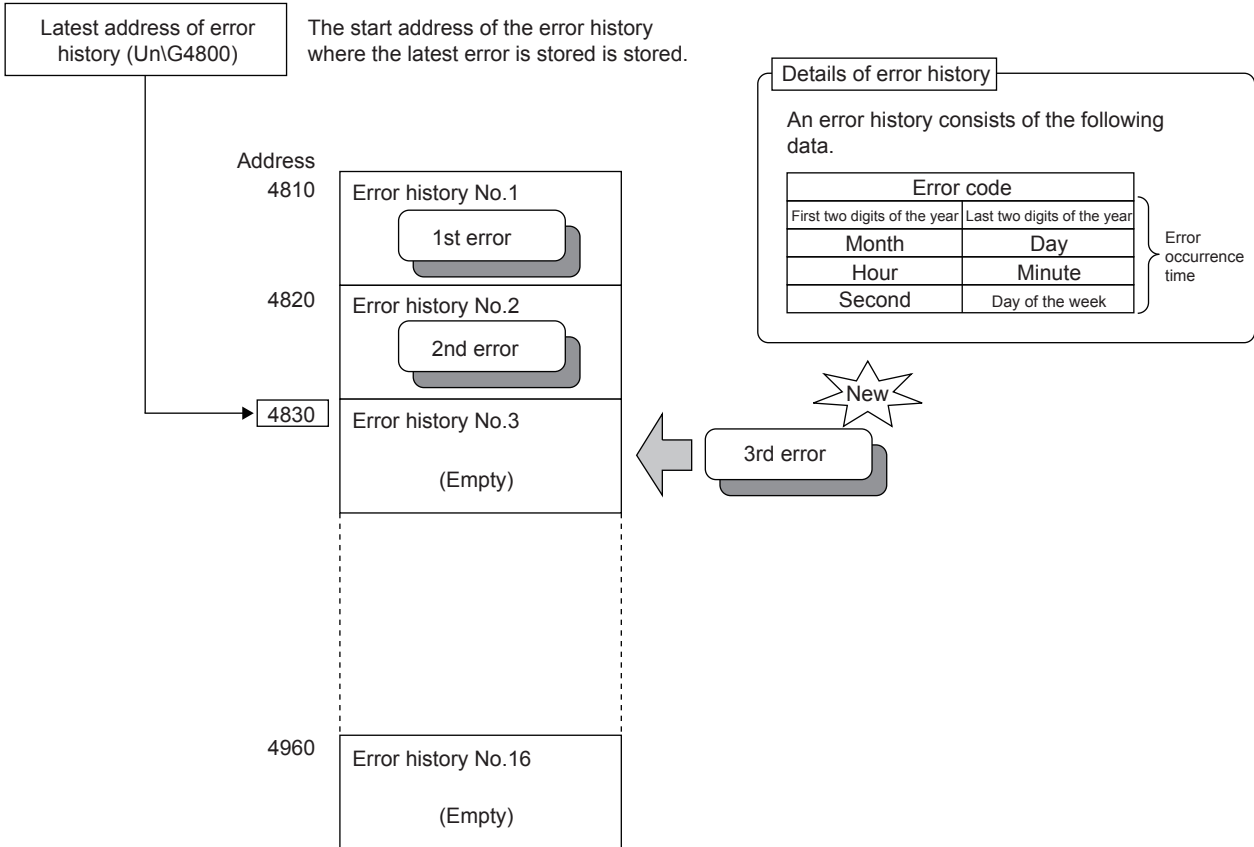 Latest address of error
history (Un\G4800)
The start address of the error history
where the latest error is stored is stored.
Details of error history
An error history consists of the following
data.
Error code
First two digits of the year Last two digits of the year
Month Day
Hour Minute
Second Day of the week
Error
occurrence
time
Address
4810
Error history No.1
1st error
4820
Error history No.2
2nd error
4830
Error history No.3
(Empty)
New
3rd error
4960
Error history No.16
(Empty)